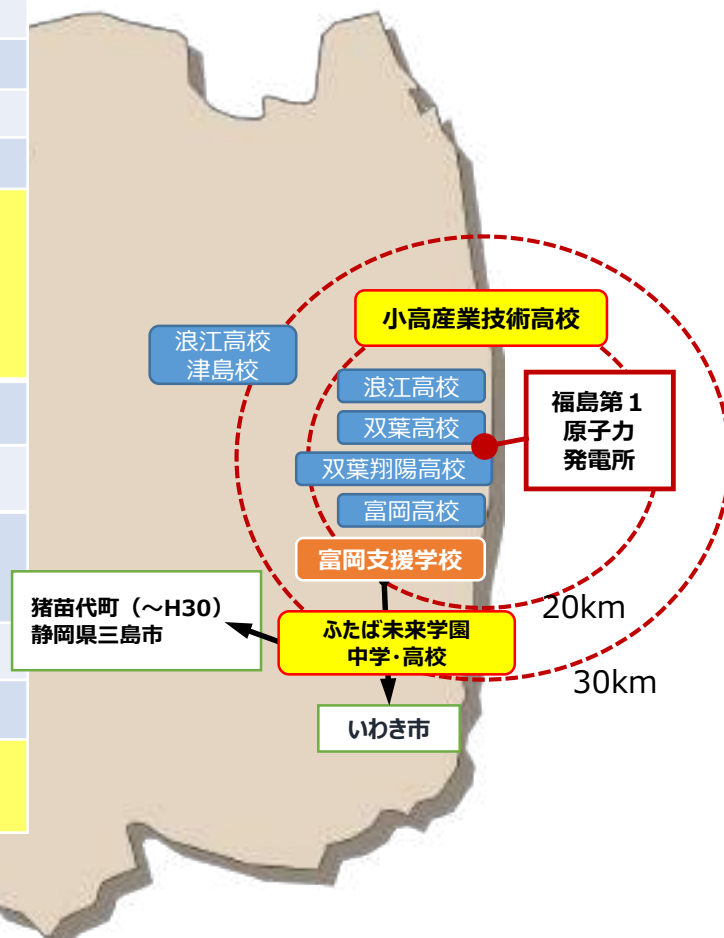 小高産業技術高校
浪江高校
津島校
浪江高校
双葉高校
双葉翔陽高校
富岡高校
富岡支援学校
福島第１
原子力
発電所
20km
30km
猪苗代町（～H30）
静岡県三島市
ふたば未来学園
中学・高校
いわき市